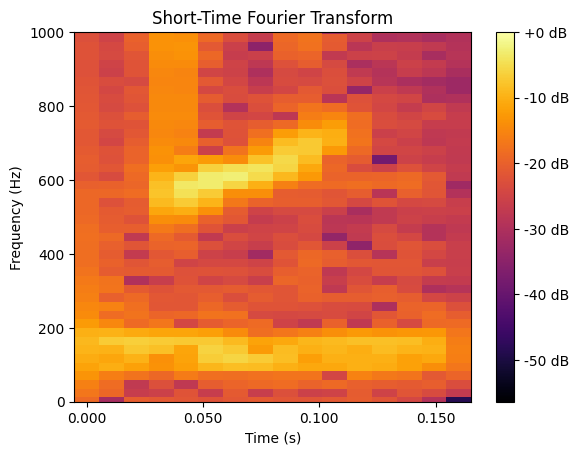 Short-Time Fourier Transform
1000
800
600
400
200
0
Frequency (Hz)
0.000
0.050
0.100
0.150
Time (s)
+0 dB
-10 dB
-20 dB
-30 dB
-40 dB
-50 dB